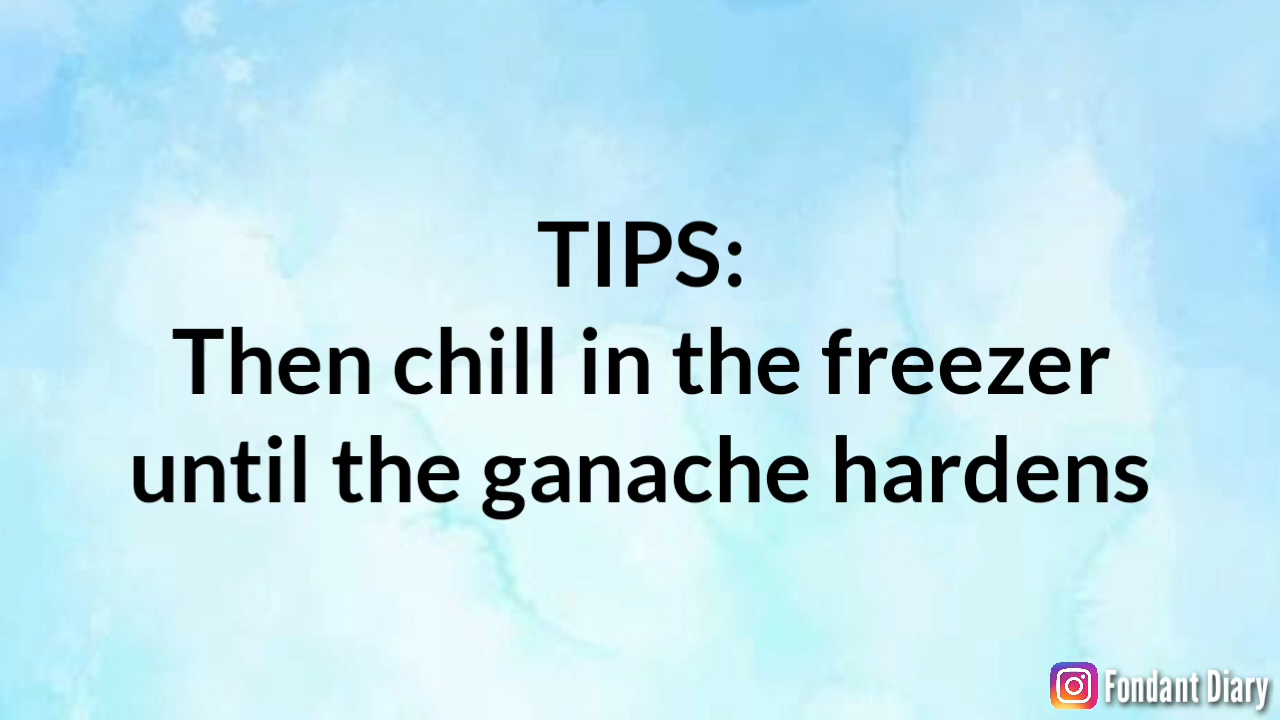 TIPS:
Then chill in the freezer
until the ganache hardens
Fondant Diary